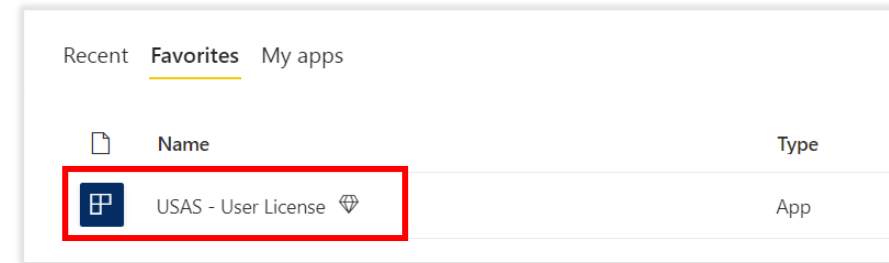 Recent Favorites My apps
Name Type
USAS - User License App